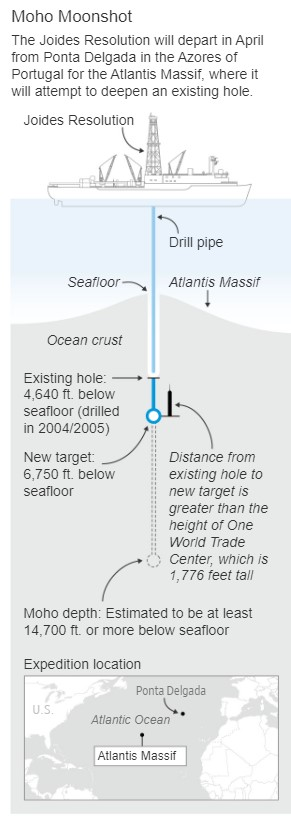 Moho Moonshot
The Joides Resolution will depart in April
from Ponta Delgada in the Azores of
Portugal for the Atlantis Massif, where it
will attempt to deepen an existing hole.
Joides Resolution
Drill pipe
Seafloor
Atlantis Massif
Ocean crust
Existing hole:
4,640 ft. below
seafloor (drilled
in 2004/2005)
New target:
6,750 ft. below
seafloor
Distance from
existing hole to
new target is
greater than the
height of One
World Trade
Center, which is
1,776 feet tall
Moho depth: Estimated to be at least
14,700 ft. or more below seafloor
Expedition location
Ponta Delgada
U.S.
Atlantic Ocean
Atlantis Massif